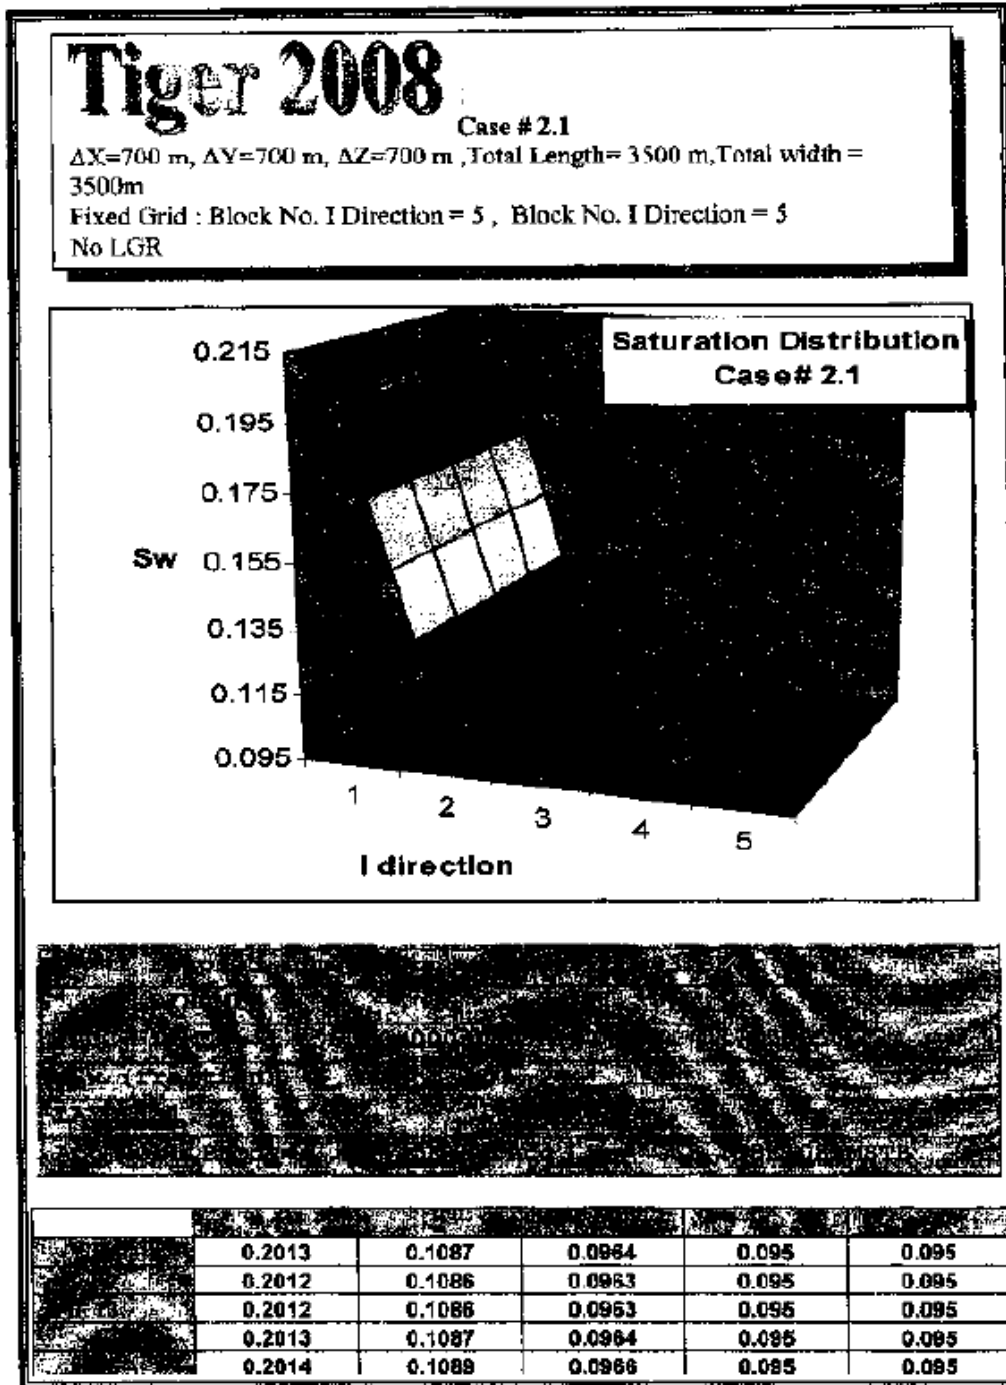 Tiger 2008
Case # 2.1
ΔX=700 m, ΔY=700 m, ΔZ=700 m ,Total Length= 3500 m,Total width =
3500m
Fixed Grid : Block No. I Direction = 5 , Block No. I Direction = 5
No LGR
Saturation Distribution
Case# 2.1
0.215
0.195
0.175
Sw 0.155
0.135
0.115
0.095
1 2 3 4 5
I direction
0.2013 0.1087 0.0964 0.095 0.095
0.2012 0.1086 0.0963 0.095 0.095
0.2012 0.1086 0.0963 0.095 0.095
0.2013 0.1087 0.0964 0.095 0.095
0.2014 0.1089 0.0966 0.095 0.095